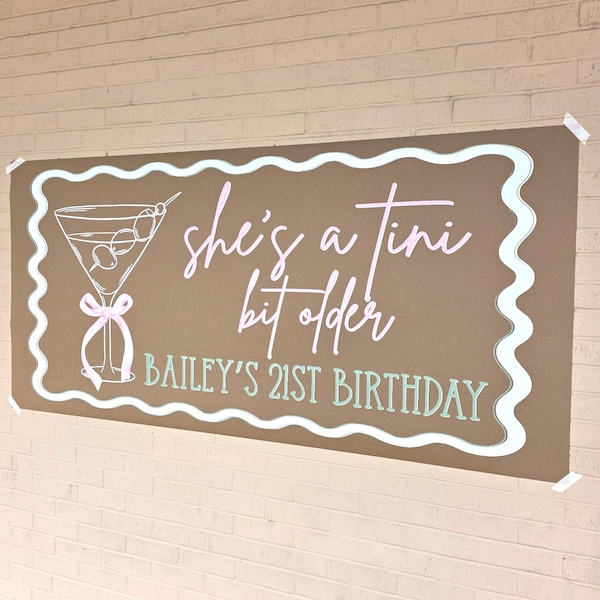 she's a tini
bit older
BAILEY'S 21ST BIRTHDAY